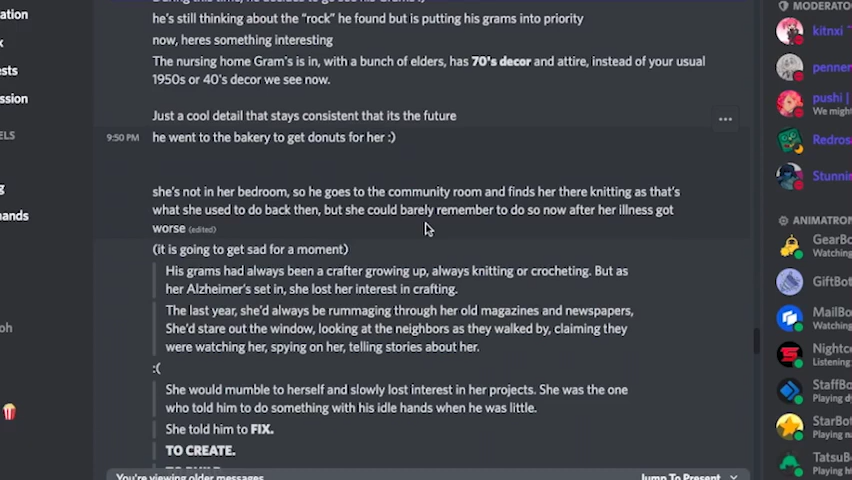 he's still thinking about the "rock" he found but is putting his grams into priority
now, heres something interesting
The nursing home Gram's is in, with a bunch of elders, has 70's decor and attire, instead of your usual
1950s or 40's decor we see now.
Just a cool detail that stays consistent that its the future
9:50 PM he went to the bakery to get donuts for her :)
she's not in her bedroom, so he goes to the community room and finds her there knitting as that's
what she used to do back then, but she could barely remember to do so now after her illness got
worse (edited)
(it is going to get sad for a moment)
His grams had always been a crafter growing up, always knitting or crocheting. But as
her Alzheimer's set in, she lost her interest in crafting.
The last year, she'd always be rummaging through her old magazines and newspapers,
She'd stare out the window, looking at the neighbors as they walked by, claiming they
were watching her, spying on her, telling stories about her.
:(
She would mumble to herself and slowly lost interest in her projects. She was the one
who told him to do something with his idle hands when he was little.
She told him to FIX.
TO CREATE.
You're viewing older messages
Jump To Present
MODERATO
kitnxi
penner
pushi |
We migh
Redros
Stunnin
ANIMATRON
GearBo
Watching
GiftBot
MailBo
Watchin
Nightc
Listening
StaffBo
Playing d
StarBot
Playing n
TatsuB
Playing t